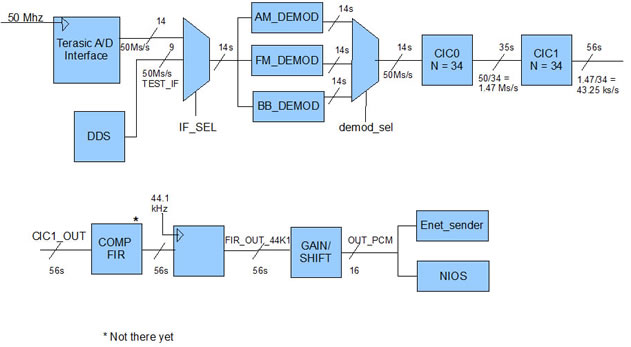 50 Mhz
Terasic A/D
Interface
14
50Ms/s
9
50Ms/s
TEST_IF
DDS
IF_SEL
14s
AM_DEMOD
14s
FM_DEMOD
14s
BB_DEMOD
14s
demod_sel
14s
50Ms/s
CIC0
N = 34
35s
50/34 =
1.47 Ms/s
CIC1
N = 34
56s
1.47/34 =
43.25 ks/s
CIC1_OUT
56s
COMP
FIR
*
56s
44.1
kHz
FIR_OUT_44K1
56s
GAIN/
SHIFT
OUT_PCM
16
Enet_sender
NIOS
* Not there yet